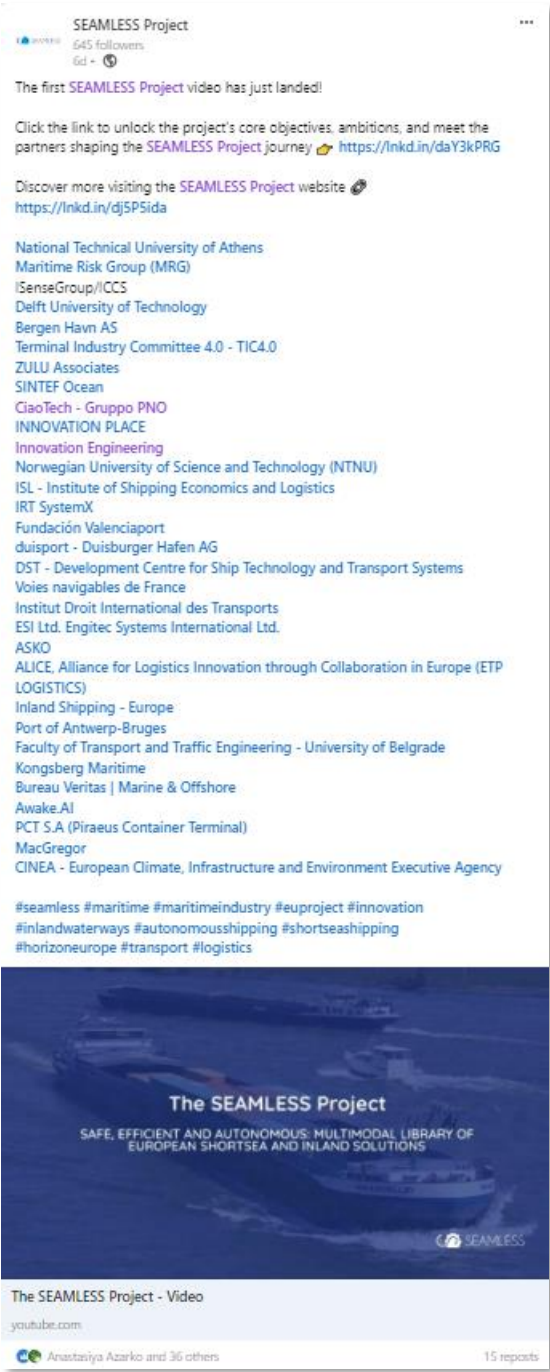 SEAMLESS Project
645 followers
6d •
The first SEAMLESS Project video has just landed!
Click the link to unlock the project's core objectives, ambitions, and meet the
partners shaping the SEAMLESS Project journey 👉 https://lnkd.in/daY3kPRG
Discover more visiting the SEAMLESS Project website 🔗
https://lnkd.in/dj5P5ida
National Technical University of Athens
Maritime Risk Group (MRG)
ISenseGroup/ICCS
Delft University of Technology
Bergen Havn AS
Terminal Industry Committee 4.0 - TIC4.0
ZULU Associates
SINTEF Ocean
CiaoTech - Gruppo PNO
INNOVATION PLACE
Innovation Engineering
Norwegian University of Science and Technology (NTNU)
ISL - Institute of Shipping Economics and Logistics
IRT SystemX
Fundación Valenciaport
duisport - Duisburger Hafen AG
DST - Development Centre for Ship Technology and Transport Systems
Voies navigables de France
Institut Droit International des Transports
ESI Ltd. Engitec Systems International Ltd.
ASKO
ALICE, Alliance for Logistics Innovation through Collaboration in Europe (ETP
LOGISTICS)
Inland Shipping - Europe
Port of Antwerp-Bruges
Faculty of Transport and Traffic Engineering - University of Belgrade
Kongsberg Maritime
Bureau Veritas | Marine & Offshore
Awake.AI
PCT S.A (Piraeus Container Terminal)
MacGregor
CINEA - European Climate, Infrastructure and Environment Executive Agency
#seamless #maritime #maritimeindustry #euproject #innovation
#inlandwaterways #autonomousshipping #shortseashipping
#horizoneurope #transport #logistics
The SEAMLESS Project
SAFE, EFFICIENT AND AUTONOMOUS: MULTIMODAL LIBRARY OF
EUROPEAN SHORTSEA AND INLAND SOLUTIONS
SEAMLESS
The SEAMLESS Project - Video
youtube.com
Anastasiya Azarko and 36 others
15 reposts